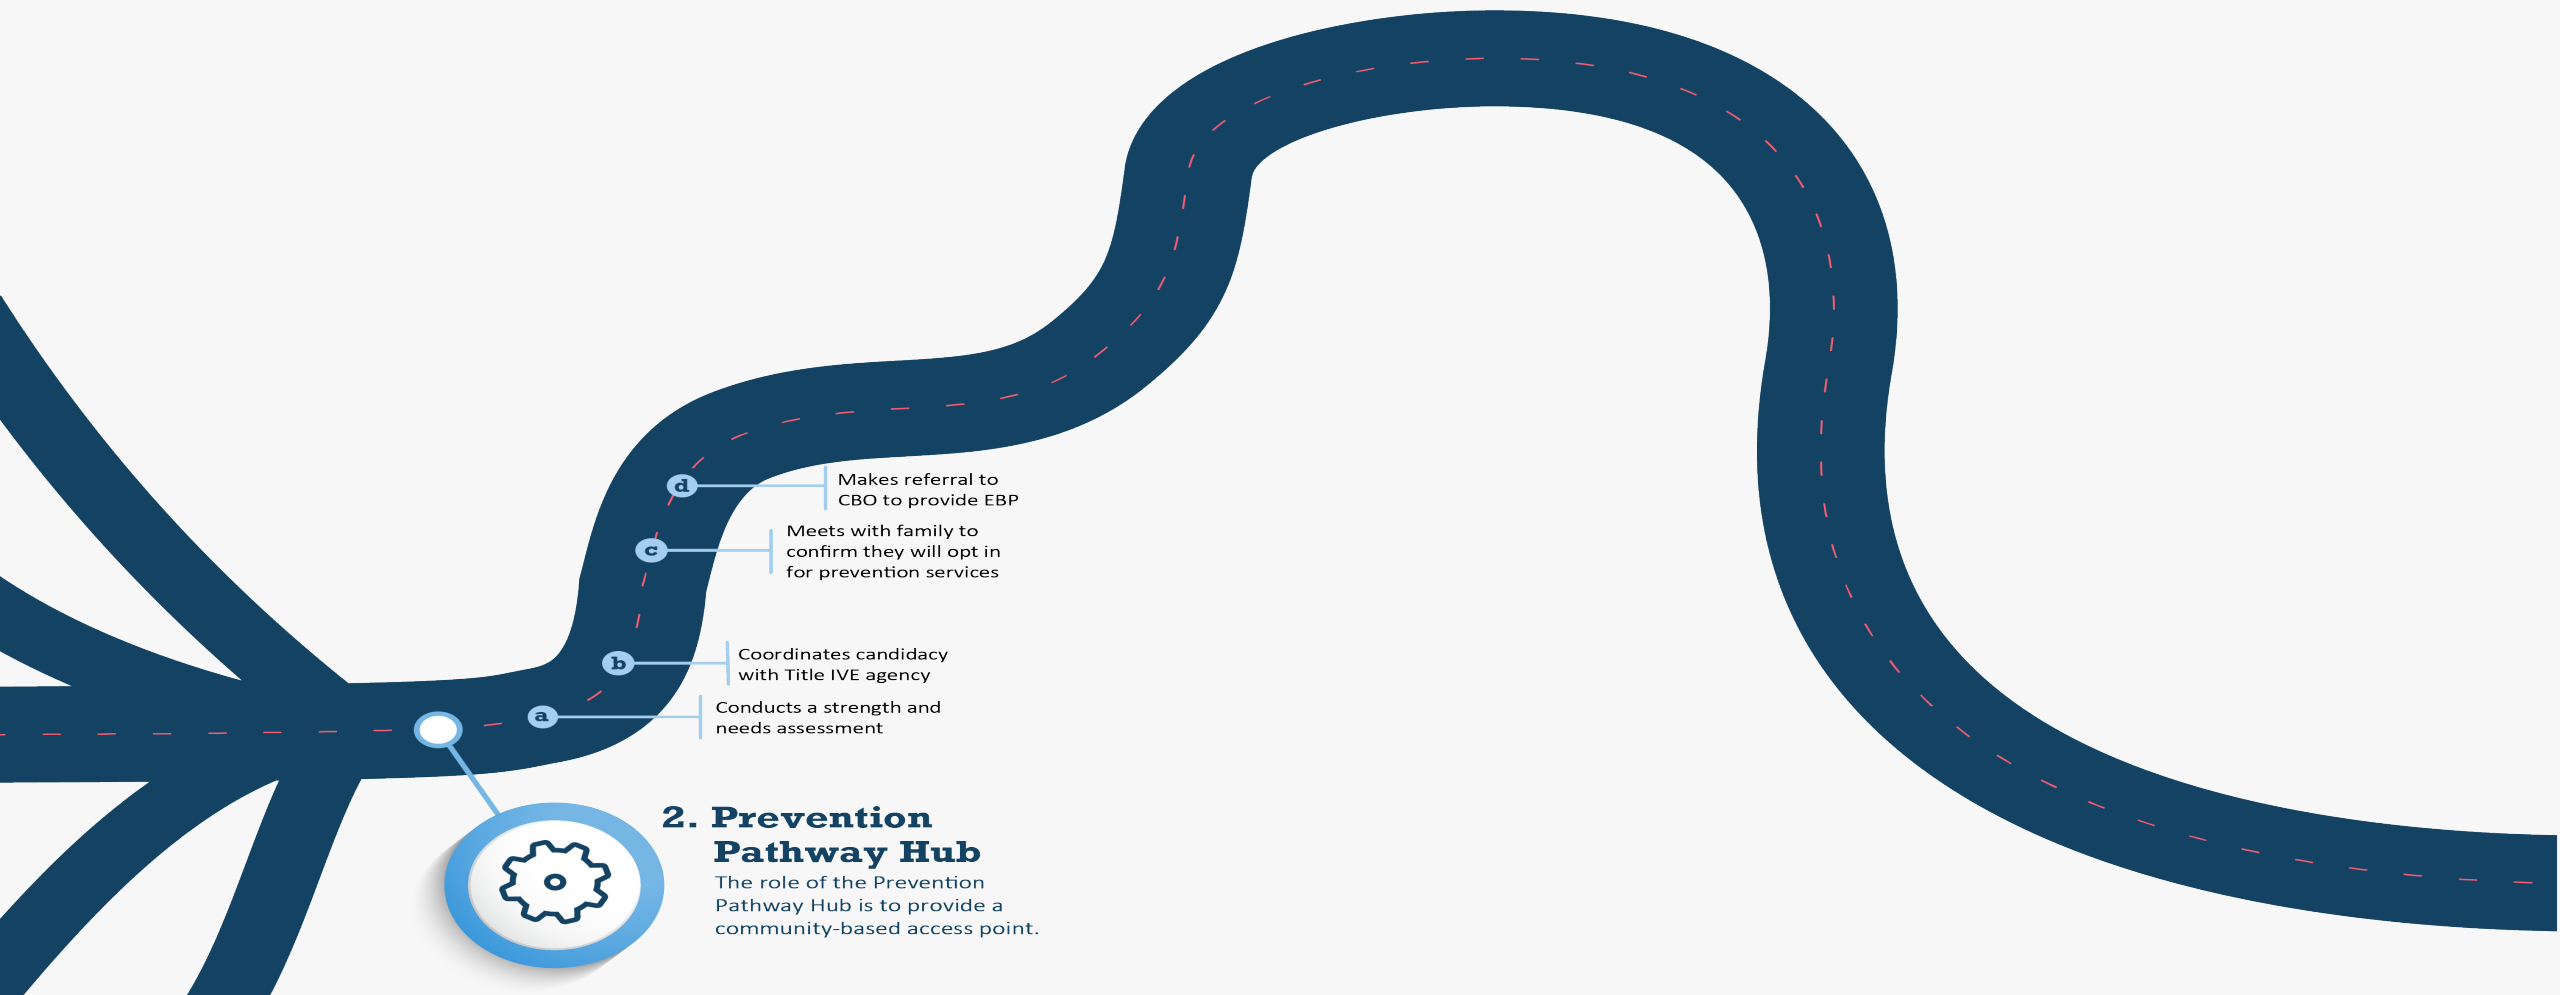 d
Makes referral to
CBO to provide EBP
c
Meets with family to
confirm they will opt in
for prevention services
b
Coordinates candidacy
with Title IVE agency
a
Conducts a strength and
needs assessment
2. Prevention
Pathway Hub
The role of the Prevention
Pathway Hub is to provide a
community-based access point.